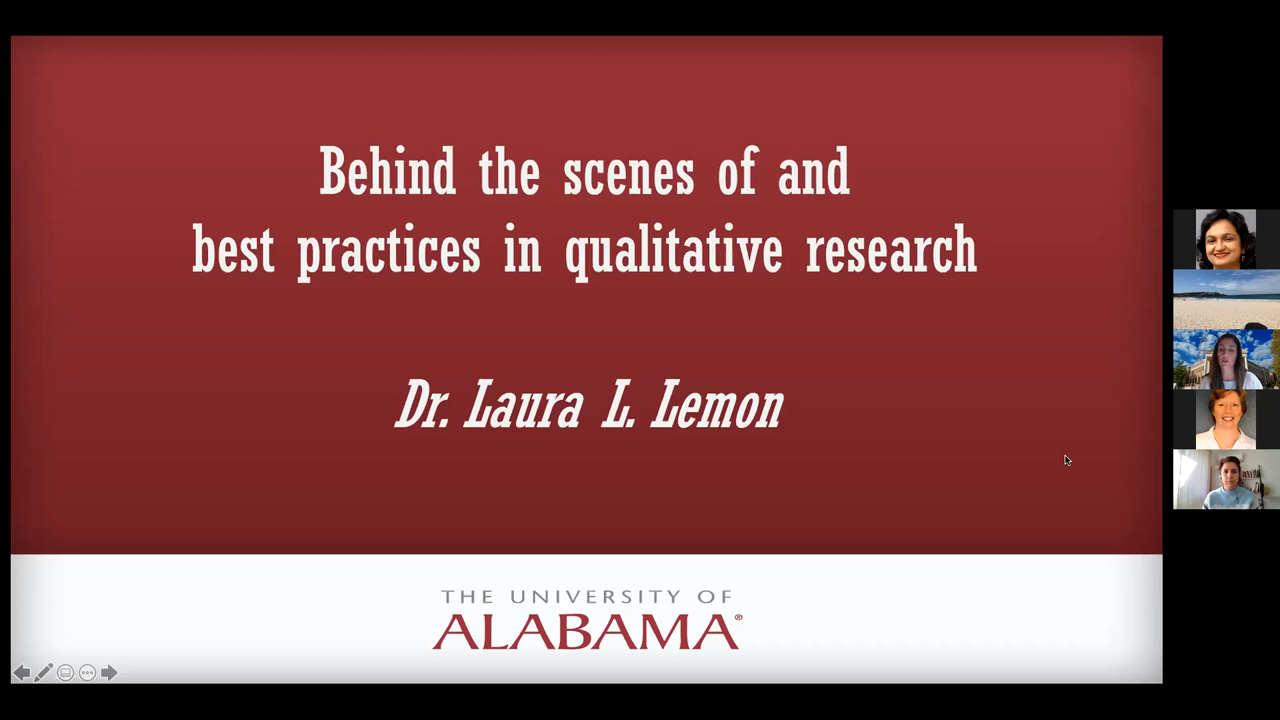 Behind the scenes of and
best practices in qualitative research
Dr. Laura L. Lemon
THE UNIVERSITY OF
ALABAMA®